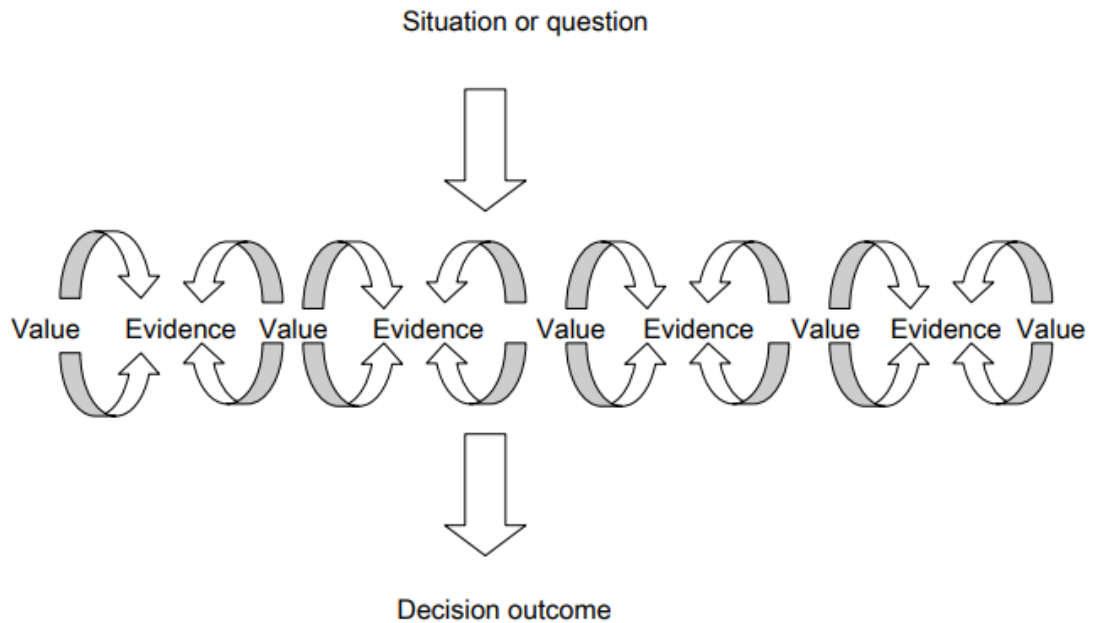 Situation or question
Value Evidence Value Evidence Value Evidence Value Evidence Value
Decision outcome